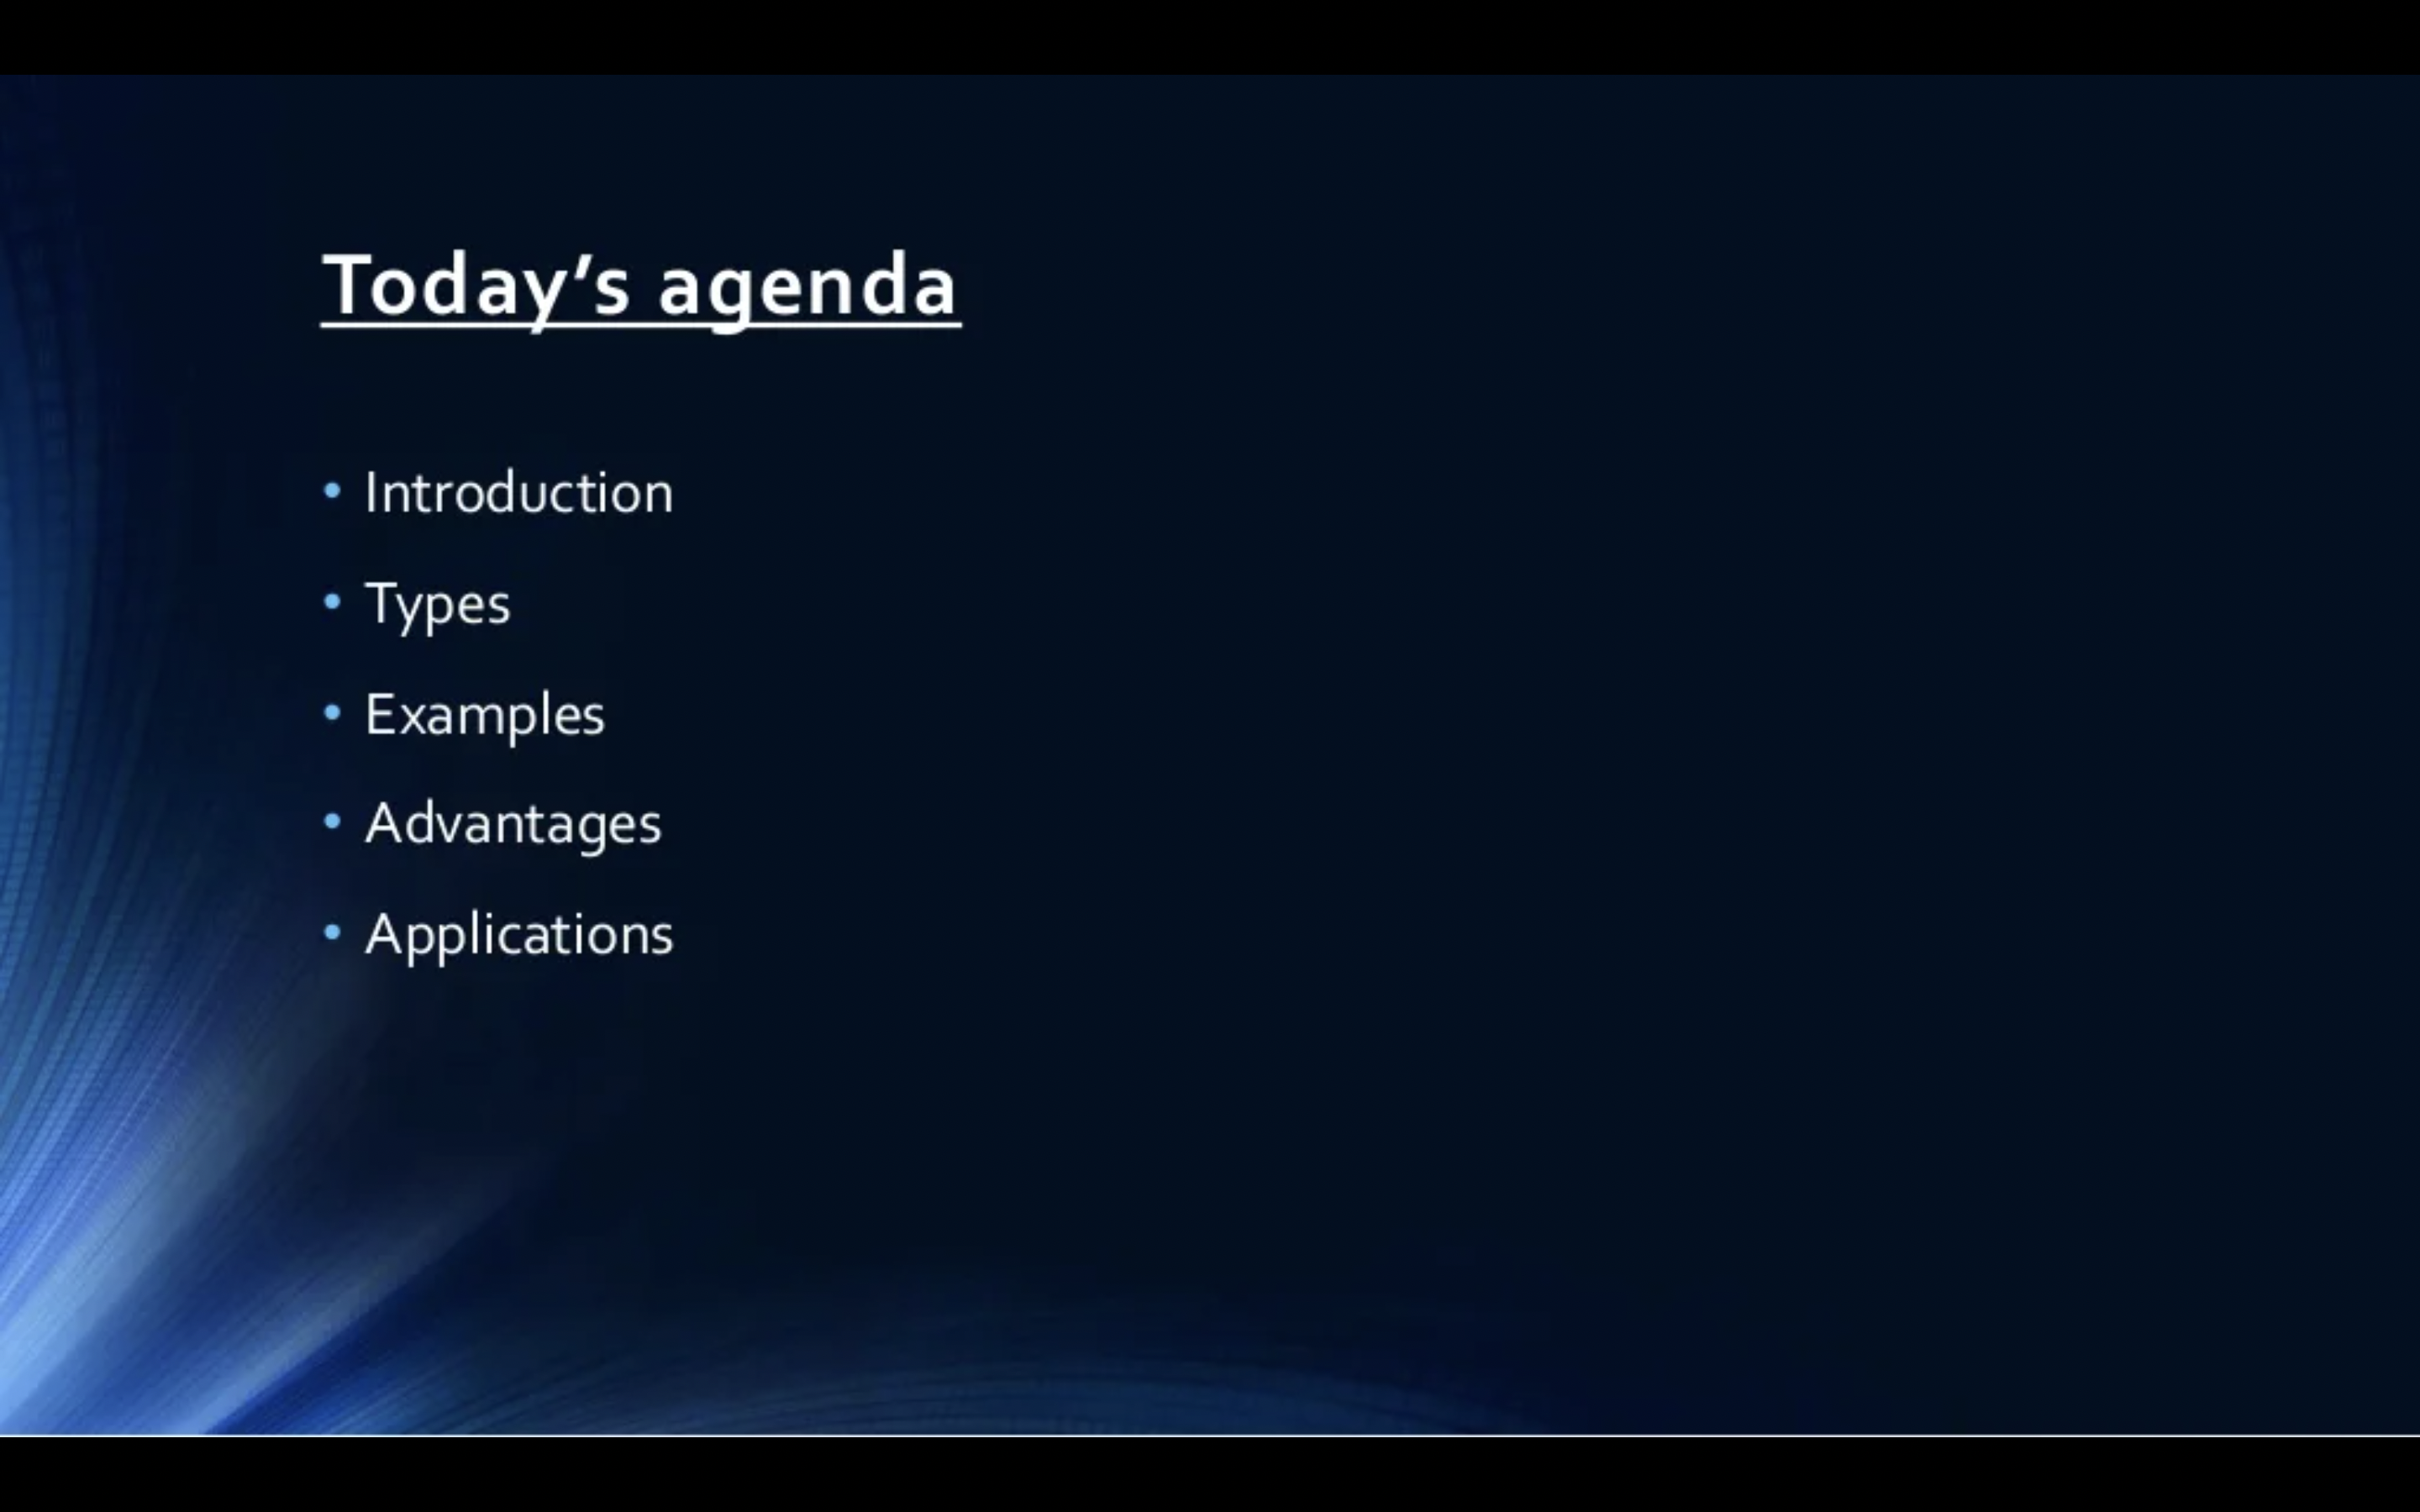 Today’s agenda
• Introduction
• Types
• Examples
• Advantages
• Applications